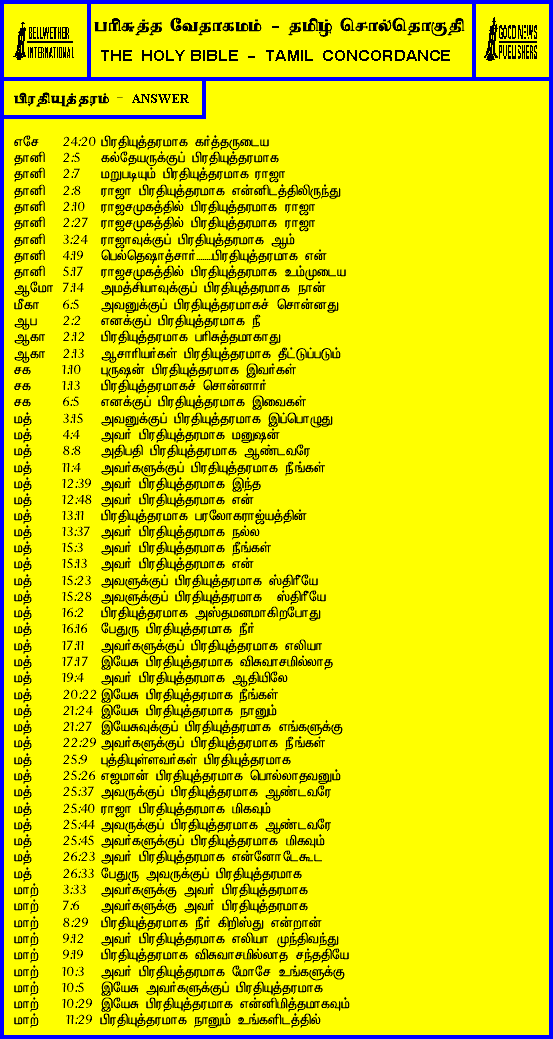 BELLWETHER INTERNATIONAL
பரிசுத்த வேதாகமம் - தமிழ் சொல்தொகுதி
THE HOLY BIBLE - TAMIL CONCORDANCE
GOOD NEWS PUBLISHERS
பிரதியுத்தரம் - ANSWER
எசே 24:20 பிரதியுத்தரமாக கர்த்தருடைய
தானி 2:5 கல்தேயருக்குப் பிரதியுத்தரமாக
தானி 2:7 மறுபடியும் பிரதியுத்தரமாக ராஜா
தானி 2:8 ராஜா பிரதியுத்தரமாக என்னிடத்திலிருந்து
தானி 2:10 ராஜசமுகத்தில் பிரதியுத்தரமாக ராஜா
தானி 2:27 ராஜசமுகத்தில் பிரதியுத்தரமாக ராஜா
தானி 3:24 ராஜாவுக்குப் பிரதியுத்தரமாக ஆம்
தானி 4:19 பெல்தெஷாத்சார்.......பிரதியுத்தரமாக என்
தானி 5:17 ராஜசமுகத்தில் பிரதியுத்தரமாக உம்முடைய
ஆமோ 7:14 அமத்சியாவுக்குப் பிரதியுத்தரமாக நான்
மீகா 6:5 அவனுக்குப் பிரதியுத்தரமாகச் சொன்னது
ஆப 2:2 எனக்குப் பிரதியுத்தரமாக நீ
ஆகா 2:12 பிரதியுத்தரமாக பரிசுத்தமாகாது
ஆகா 2:13 ஆசாரியர்கள் பிரதியுத்தரமாக தீட்டுப்படும்
சக 1:10 புருஷன் பிரதியுத்தரமாக இவர்கள்
சக 1:13 பிரதியுத்தரமாகச் சொன்னார்
சக 6:5 எனக்குப் பிரதியுத்தரமாக இவைகள்
மத் 3:15 அவனுக்குப் பிரதியுத்தரமாக இப்பொழுது
மத் 4:4 அவர் பிரதியுத்தரமாக மனுஷன்
மத் 8:8 அதிபதி பிரதியுத்தரமாக ஆண்டவரே
மத் 11:4 அவர்களுக்குப் பிரதியுத்தரமாக நீங்கள்
மத் 12:39 அவர் பிரதியுத்தரமாக இந்த
மத் 12:48 அவர் பிரதியுத்தரமாக என்
மத் 13:11 பிரதியுத்தரமாக பரலோகராஜ்யத்தின்
மத் 13:37 அவர் பிரதியுத்தரமாக நல்ல
மத் 15:3 அவர் பிரதியுத்தரமாக நீங்கள்
மத் 15:13 அவர் பிரதியுத்தரமாக என்
மத் 15:23 அவளுக்குப் பிரதியுத்தரமாக ஸ்திரீயே
மத் 15:28 அவளுக்குப் பிரதியுத்தரமாக ஸ்திரீயே
மத் 16:2 பிரதியுத்தரமாக அஸ்தமனமாகிறபோது
மத் 16:16 பேதுரு பிரதியுத்தரமாக நீர்
மத் 17:11 அவர்களுக்குப் பிரதியுத்தரமாக எலியா
மத் 17:17 இயேசு பிரதியுத்தரமாக விசுவாசமில்லாத
மத் 19:4 அவர் பிரதியுத்தரமாக ஆதியிலே
மத் 20:22 இயேசு பிரதியுத்தரமாக நீங்கள்
மத் 21:24 இயேசு பிரதியுத்தரமாக நானும்
மத் 21:27 இயேசுவுக்குப் பிரதியுத்தரமாக எங்களுக்கு
மத் 22:29 அவர்களுக்குப் பிரதியுத்தரமாக நீங்கள்
மத் 25:9 புத்தியுள்ளவர்கள் பிரதியுத்தரமாக
மத் 25:26 எஜமான் பிரதியுத்தரமாக பொல்லாதவனும்
மத் 25:37 அவருக்குப் பிரதியுத்தரமாக ஆண்டவரே
மத் 25:40 ராஜா பிரதியுத்தரமாக மிகவும்
மத் 25:44 அவருக்குப் பிரதியுத்தரமாக ஆண்டவரே
மத் 25:45 அவர்களுக்குப் பிரதியுத்தரமாக மிகவும்
மத் 26:23 அவர் பிரதியுத்தரமாக என்னோடேகூட
மத் 26:33 பேதுரு அவருக்குப் பிரதியுத்தரமாக
மாற் 3:33 அவர்களுக்கு அவர் பிரதியுத்தரமாக
மாற் 7:6 அவர்களுக்கு அவர் பிரதியுத்தரமாக
மாற் 8:29 பிரதியுத்தரமாக நீர் கிறிஸ்து என்றான்
மாற் 9:12 அவர் பிரதியுத்தரமாக எலியா முந்திவந்து
மாற் 9:19 பிரதியுத்தரமாக விசுவாசமில்லாத சந்ததியே
மாற் 10:3 அவர் பிரதியுத்தரமாக மோசே உங்களுக்கு
மாற் 10:5 இயேசு அவர்களுக்குப் பிரதியுத்தரமாக
மாற் 10:29 இயேசு பிரதியுத்தரமாக என்னிமித்தமாகவும்
மாற் 11:29 பிரதியுத்தரமாக நானும் உங்களிடத்தில்